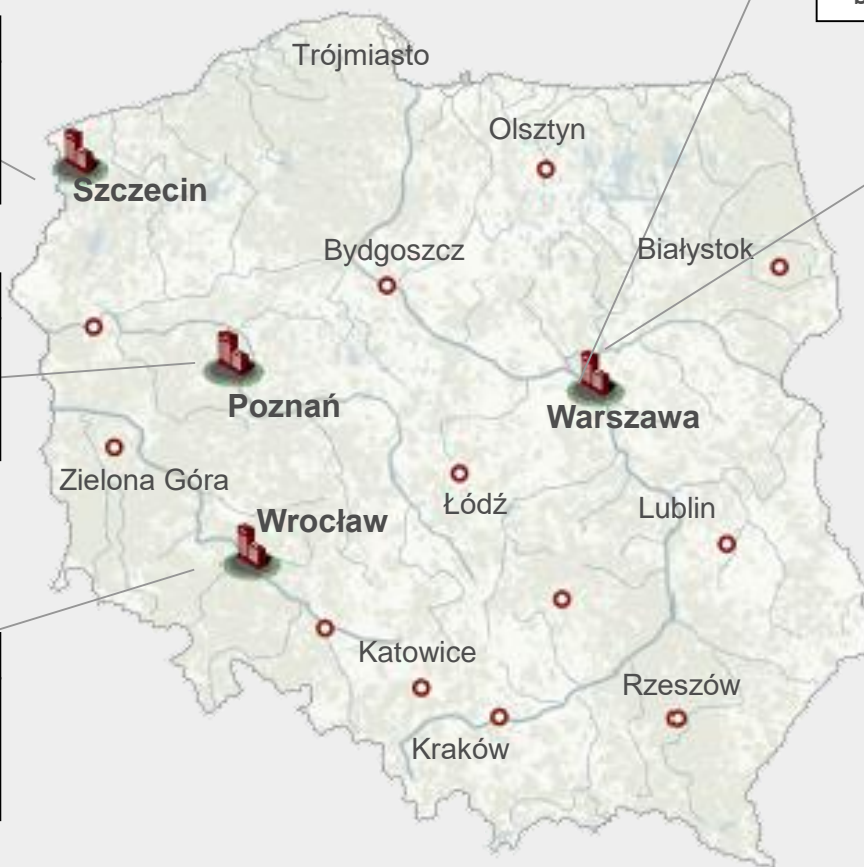 Trójmiasto
Olsztyn
Szczecin
Bydgoszcz
Białystok
Poznań
Warszawa
Zielona Góra
Łódź
Lublin
Wrocław
Katowice
Rzeszów
Kraków